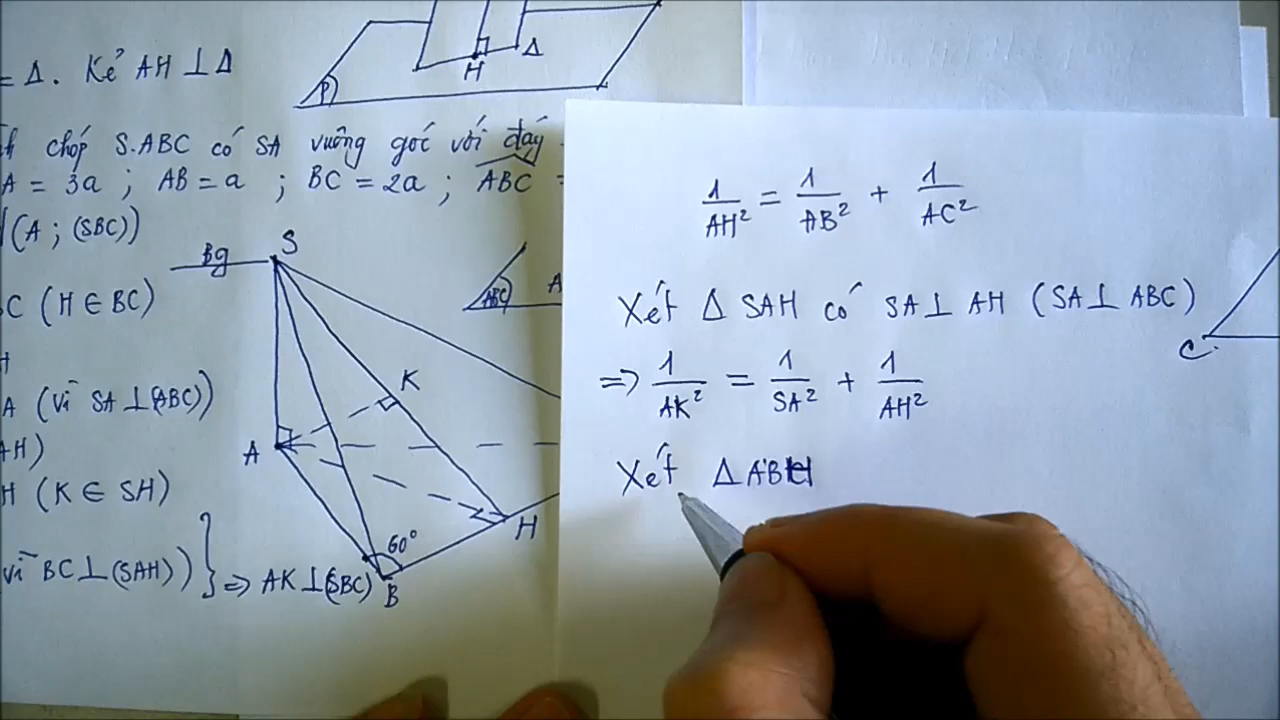 = Δ. Kẻ AH ⊥ Δ
P
H
Δ
chóp S.ABC có SA vuông góc với đáy
A = 3a ; AB = a ; BC = 2a ; ABC =
(A ; (SBC))
C (H ∈ BC)
H
A (vì SA ⊥ (ABC))
AH)
H (K ∈ SH)
vì BC ⊥ (SAH)) } => AK ⊥ (SBC)
Bg
S
ABC
A
K
A
H
60°
B
1/AH² = 1/AB² + 1/AC²
Xét Δ SAH có SA ⊥ AH (SA ⊥ ABC)
=> 1/AK² = 1/SA² + 1/AH²
Xét Δ ABH
C